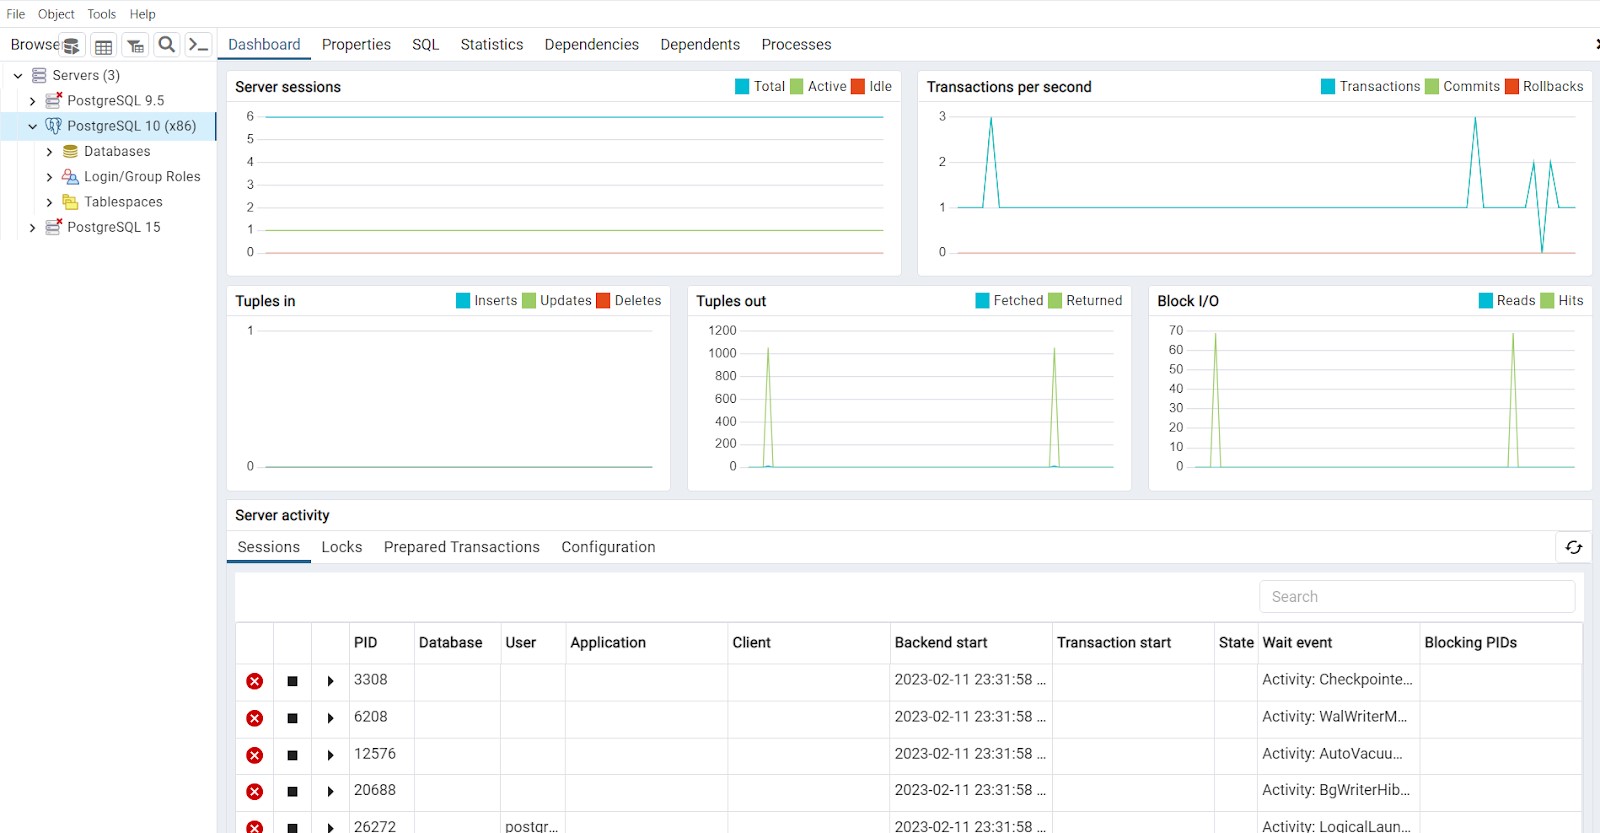 File Object Tools Help
Browse
Dashboard Properties SQL Statistics Dependencies Dependents Processes
Servers (3)
PostgreSQL 9.5
PostgreSQL 10 (x86)
Databases
Login/Group Roles
Tablespaces
PostgreSQL 15
Server sessions Total Active Idle
6
5
4
3
2
1
0
Transactions per second Transactions Commits Rollbacks
3
2
1
0
Tuples in Inserts Updates Deletes
1
0
Tuples out Fetched Returned
1200
1000
800
600
400
200
0
Block I/O Reads Hits
70
60
50
40
30
20
10
0
Server activity
Sessions Locks Prepared Transactions Configuration
Search
PID Database User Application Client Backend start Transaction start State Wait event Blocking PIDs
3308 2023-02-11 23:31:58 ... Activity: Checkpointe...
6208 2023-02-11 23:31:58 ... Activity: WalWriterM...
12576 2023-02-11 23:31:58 ... Activity: AutoVacuu...
20688 2023-02-11 23:31:58 ... Activity: BgWriterHib...
26272 postgr... 2023-02-11 23:31:58 ... Activity: LogicalLaun...